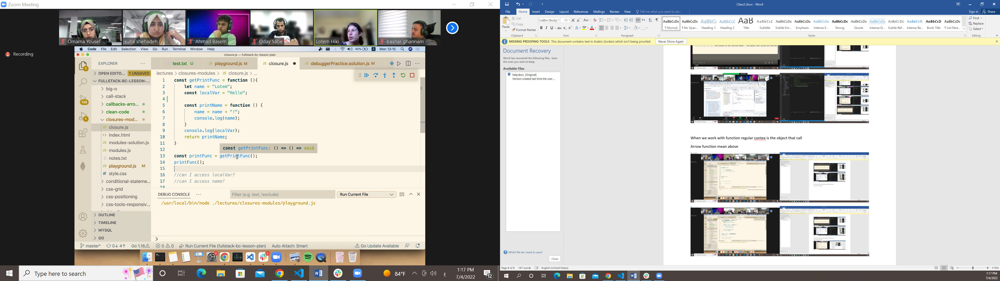 Zoom Meeting
Omama Yousef
suha shehadeh
Ahmad Basem
Oday Sabe
Lotem Hiki
bashar ghannam
Recording
Code File Edit Selection View Go Run Terminal Window Help
40% A Mon 13:15
closure.js — fullstack-bc-lesson-plan
EXPLORER ···
test.txt U
playground.js M
closure.js
debuggerPractice.solution.js M
OPEN EDITO... 1 UNSAVED
lectures > closures-modules > JS closure.js > ...
FULLSTACK-BC-LESSON-...
big-o
call-stack
callbacks-arro...
clean-code
closures-mod...
JS closure.js
<> index.html
JS modules-solution.js
JS modules.js
notes.txt
JS playground.js M
# style.css
conditional-stateme...
css-grid
css-positioning
css-tools-responsiv...
OUTLINE
TIMELINE
MYSQL
GO
1
135
1
1 const getPrintFunc = function (){
2 let name = "Lotem";
3 const localVar = "Hello";
4
5 const printName = function () {
6 name = name + "!";
7 console.log(name);
8 }
9 console.log(localVar);
10 return printName;
11 }
12
const getPrintFunc: () => () => void
13 const printFunc = getPrintFunc();
14 printFunc();
15
16 //can I access localVar?
17 //can I access name?
18
DEBUG CONSOLE ···
Filter (e.g. text, !exclude)
Run Current File
/usr/local/bin/node ./lectures/closures-modules/playground.js
master* 0↓ 4↑ Go 1.16 0 0 Run Current File (fullstack-bc-lesson-plan) Auto Attach: Smart Go Update Available
Type here to search
84°F
ع
1:17 PM
7/4/2022
12
Class2.docx - Word
File Home Insert Design Layout References Mailings Review View Tell me what you want to do...
Sign in Share
Paste
Cut
Copy
Format Painter
Clipboard
Calibri (Body) 11
Font
Paragraph
AaBbCcDc AaBbCcDc AaBbCc AaBbCcE AaB AaBbCcE AaBbCcDa AaBbCcDa AaBbCcDa AaBbCcDc AaBbCcDa AaBbCcDa AaBbCcDd AaBbCcDc AaBbCcD AaBbCcDc
¶ Normal ¶ No Spac... Heading 1 Heading 2 Title Subtitle Subtle Em... Emphasis Intense E... Strong Quote Intense Q... Subtle Ref... Intense Re... Book Title ¶ List Para...
Styles
Find
Replace
Select
Editing
MISSING PROOFING TOOLS This document contains text in Arabic (Jordan) which isn't being proofed. Never Show Again
Document Recovery
Word has recovered the following files. Save
the ones you wish to keep.
Available Files
help.docx [Original]
Version created last time the user ...
Which file do I want to save?
Close
When we work with function regular contex is the object that call
Arrow function mean above
Page 8 of 8 147 words English (United States)
110%
1:17 PM
7/4/2022